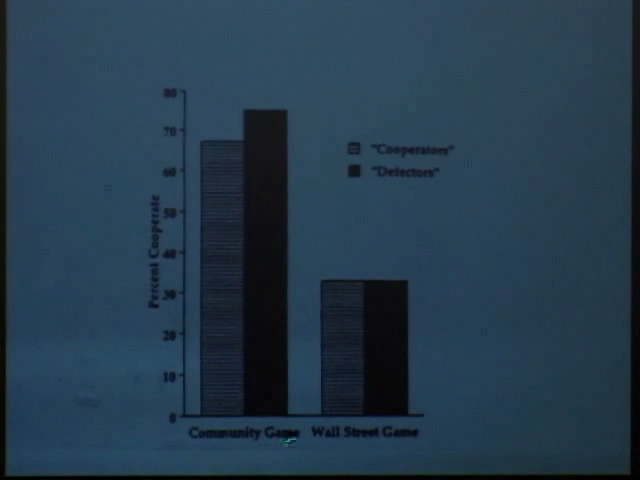 80
70
60
50
40
30
20
10
0
Percent Cooperate
"Cooperators"
"Defectors"
Community Game
Wall Street Game